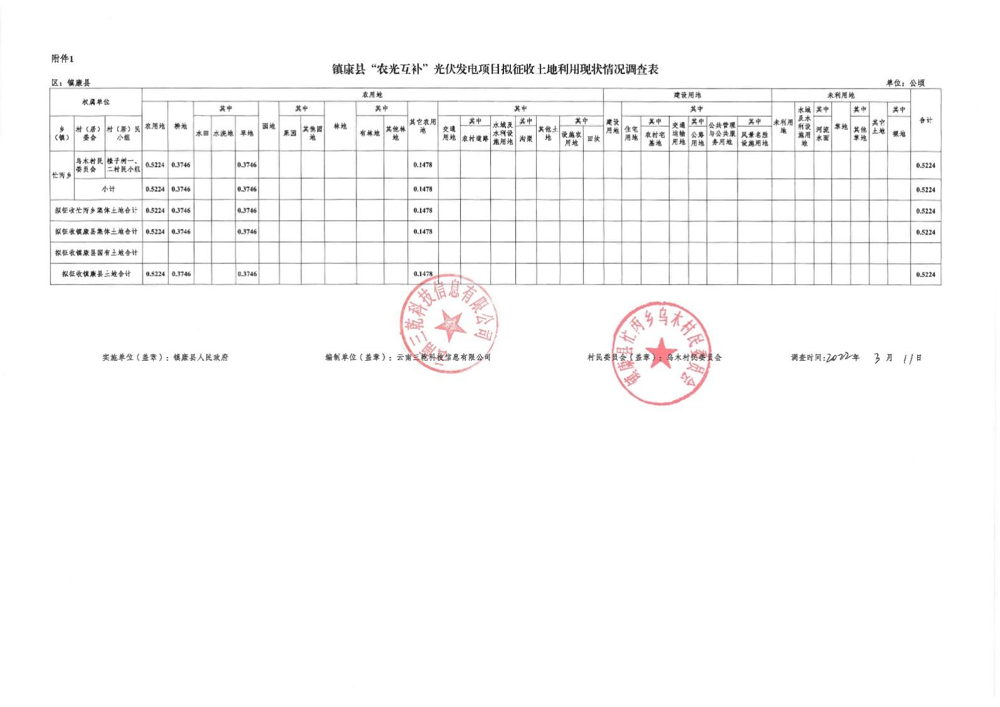 附件1
镇康县“农光互补”光伏发电项目拟征收土地利用现状情况调查表
区：镇康县 单位：公顷
权属单位 农用地 建设用地 未利用地 合计
乡（镇） 村（居）委会 村（居）民小组
农用地 耕地 其中 水田 水浇地 旱地
园地 其中 果园 其他园地
林地 其中 有林地 其他林地
其它农用地 其中 交通用地 其中 农村道路 水域及水利设施用地 其中 沟渠 其他土地 其中 设施农用地 田坎
建设用地 其中 住宅用地 其中 农村宅基地 交通运输用地 其中 公路用地 公共管理与公共服务用地 其中 风景名胜设施用地
未利用地 水域及水利设施用地 其中 河流水面 草地 其中 其他草地 其它土地 其中 裸地
忙丙乡 乌木村民委员会 橡子树一、二村民小组 0.5224 0.3746 0.3746 0.1478 0.5224
小计 0.5224 0.3746 0.3746 0.1478 0.5224
拟征收忙丙乡集体土地合计 0.5224 0.3746 0.3746 0.1478 0.5224
拟征收镇康县集体土地合计 0.5224 0.3746 0.3746 0.1478 0.5224
拟征收镇康县国有土地合计
拟征收镇康县土地合计 0.5224 0.3746 0.3746 0.1478 0.5224
云南三乾科技信息有限公司
镇康县忙丙乡乌木村民委员会
实施单位（盖章）：镇康县人民政府 编制单位（盖章）：云南三乾科技信息有限公司 村民委员会（盖章）：乌木村民委员会 调查时间：2022年 3 月 11日